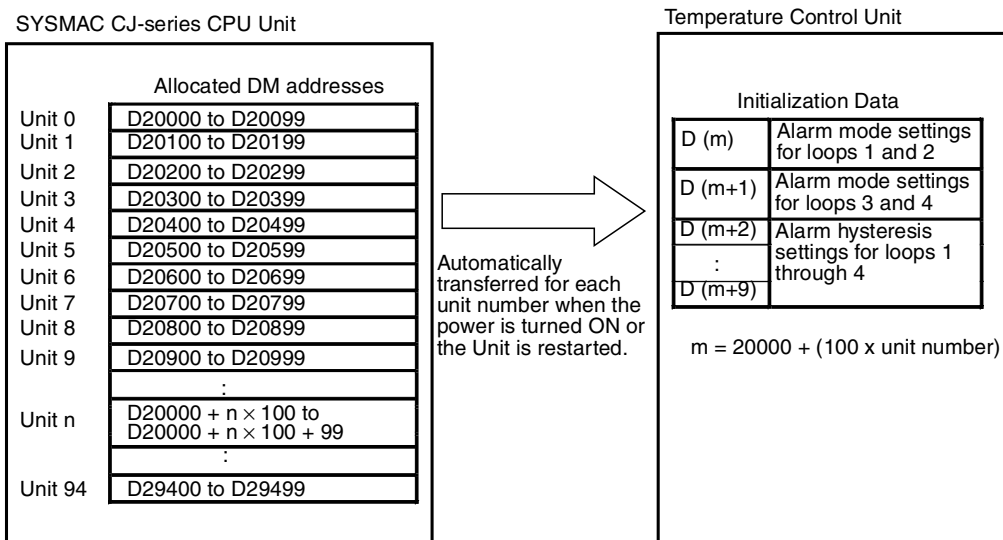 SYSMAC CJ-series CPU Unit
Allocated DM addresses
Unit 0 D20000 to D20099
Unit 1 D20100 to D20199
Unit 2 D20200 to D20299
Unit 3 D20300 to D20399
Unit 4 D20400 to D20499
Unit 5 D20500 to D20599
Unit 6 D20600 to D20699
Unit 7 D20700 to D20799
Unit 8 D20800 to D20899
Unit 9 D20900 to D20999
:
Unit n
D20000 + n × 100 to
D20000 + n × 100 + 99
:
Unit 94 D29400 to D29499
Automatically
transferred for each
unit number when the
power is turned ON or
the Unit is restarted.
Temperature Control Unit
Initialization Data
D (m)
Alarm mode settings
for loops 1 and 2
D (m+1)
Alarm mode settings
for loops 3 and 4
D (m+2)
:
D (m+9)
Alarm hysteresis
settings for loops 1
through 4
m = 20000 + (100 x unit number)